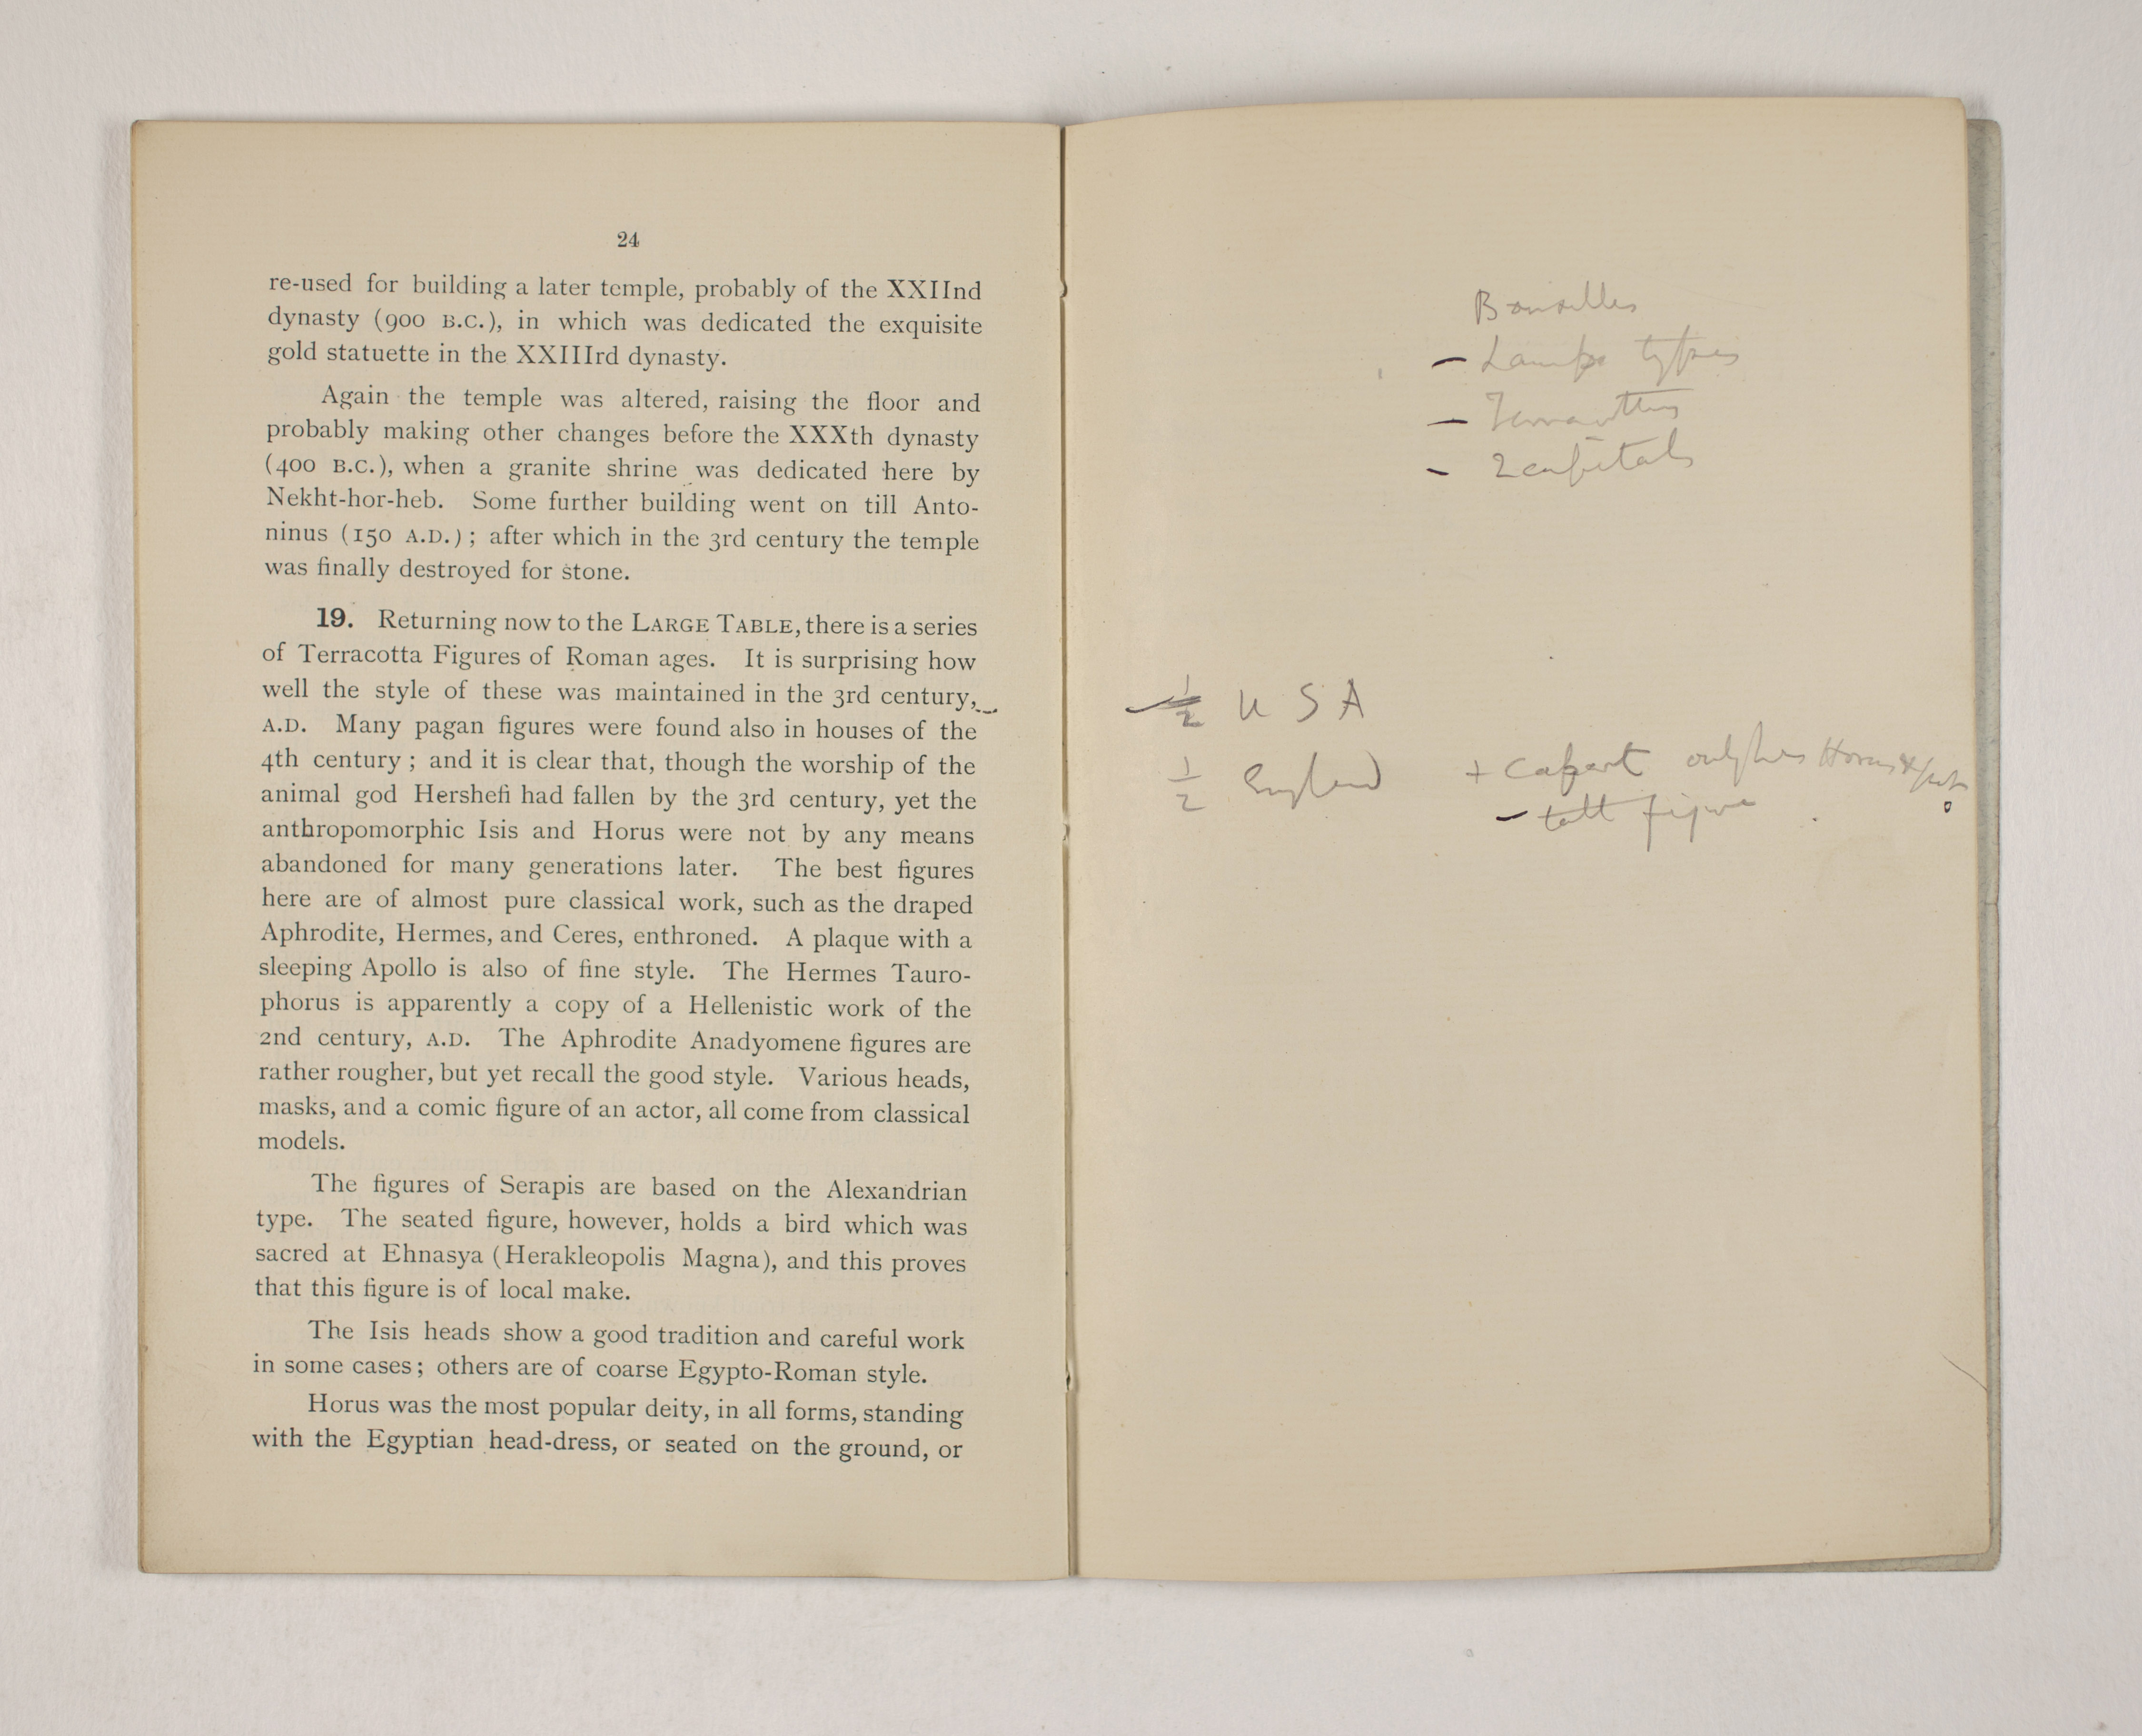 24
re-used for building a later temple, probably of the XXIInd
dynasty (900 B.C.), in which was dedicated the exquisite
gold statuette in the XXIIIrd dynasty.
Again the temple was altered, raising the floor and
probably making other changes before the XXXth dynasty
(400 B.C.), when a granite shrine was dedicated here by
Nekht-hor-heb. Some further building went on till Anto-
ninus (150 A.D.) ; after which in the 3rd century the temple
was finally destroyed for stone.
19. Returning now to the LARGE TABLE, there is a series
of Terracotta Figures of Roman ages. It is surprising how
well the style of these was maintained in the 3rd century,
A.D. Many pagan figures were found also in houses of the
4th century ; and it is clear that, though the worship of the
animal god Hershefi had fallen by the 3rd century, yet the
anthropomorphic Isis and Horus were not by any means
abandoned for many generations later. The best figures
here are of almost pure classical work, such as the draped
Aphrodite, Hermes, and Ceres, enthroned. A plaque with a
sleeping Apollo is also of fine style. The Hermes Tauro-
phorus is apparently a copy of a Hellenistic work of the
2nd century, A.D. The Aphrodite Anadyomene figures are
rather rougher, but yet recall the good style. Various heads,
masks, and a comic figure of an actor, all come from classical
models.
The figures of Serapis are based on the Alexandrian
type. The seated figure, however, holds a bird which was
sacred at Ehnasya (Herakleopolis Magna), and this proves
that this figure is of local make.
The Isis heads show a good tradition and careful work
in some cases ; others are of coarse Egypto-Roman style.
Horus was the most popular deity, in all forms, standing
with the Egyptian head-dress, or seated on the ground, or
- Lamps types
- 2 capitals
1/2 U S A
1/2 England + Capart Horus
- tall figure